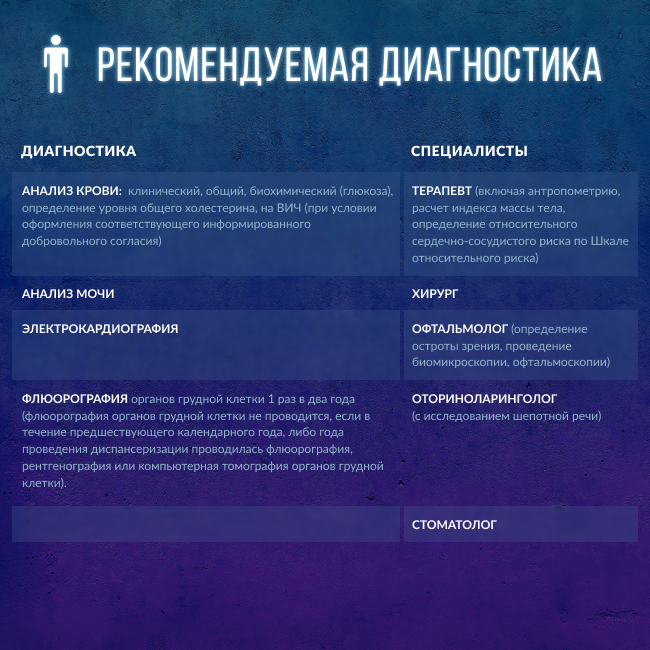 РЕКОМЕНДУЕМАЯ ДИАГНОСТИКА
ДИАГНОСТИКА
СПЕЦИАЛИСТЫ
АНАЛИЗ КРОВИ: клинический, общий, биохимический (глюкоза),
определение уровня общего холестерина, на ВИЧ (при условии
оформления соответствующего информированного
добровольного согласия)
ТЕРАПЕВТ (включая антропометрию,
расчет индекса массы тела,
определение относительного
сердечно-сосудистого риска по Шкале
относительного риска)
АНАЛИЗ МОЧИ
ХИРУРГ
ЭЛЕКТРОКАРДИОГРАФИЯ
ОФТАЛЬМОЛОГ (определение
остроты зрения, проведение
биомикроскопии, офтальмоскопии)
ФЛЮОРОГРАФИЯ органов грудной клетки 1 раз в два года
(флюорография органов грудной клетки не проводится, если в
течение предшествующего календарного года, либо года
проведения диспансеризации проводилась флюорография,
рентгенография или компьютерная томография органов грудной
клетки).
ОТОРИНОЛАРИНГОЛОГ
(с исследованием шепотной речи)
СТОМАТОЛОГ